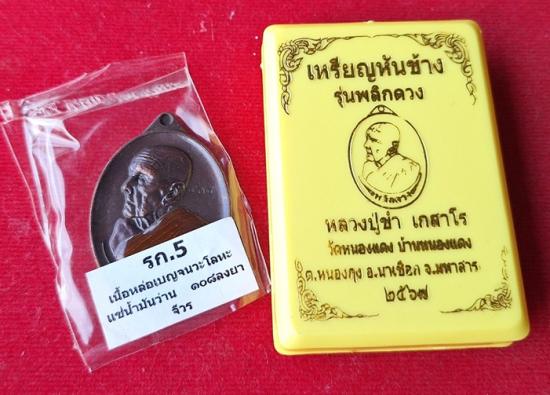 รก.5
เนื้อหล่อเบญจนวะโลหะ
แช่น้ำมันว่าน ๑๐๘ลงยา
จีวร
เหรียญหันข้าง
รุ่นพลิกดวง
หลวงปู่ขำ เกสาโร
วัดหนองแดง บ้านหนองแดง
ต.หนองกุง อ.นาเชือก จ.มหาสาร
๒๕๖๗